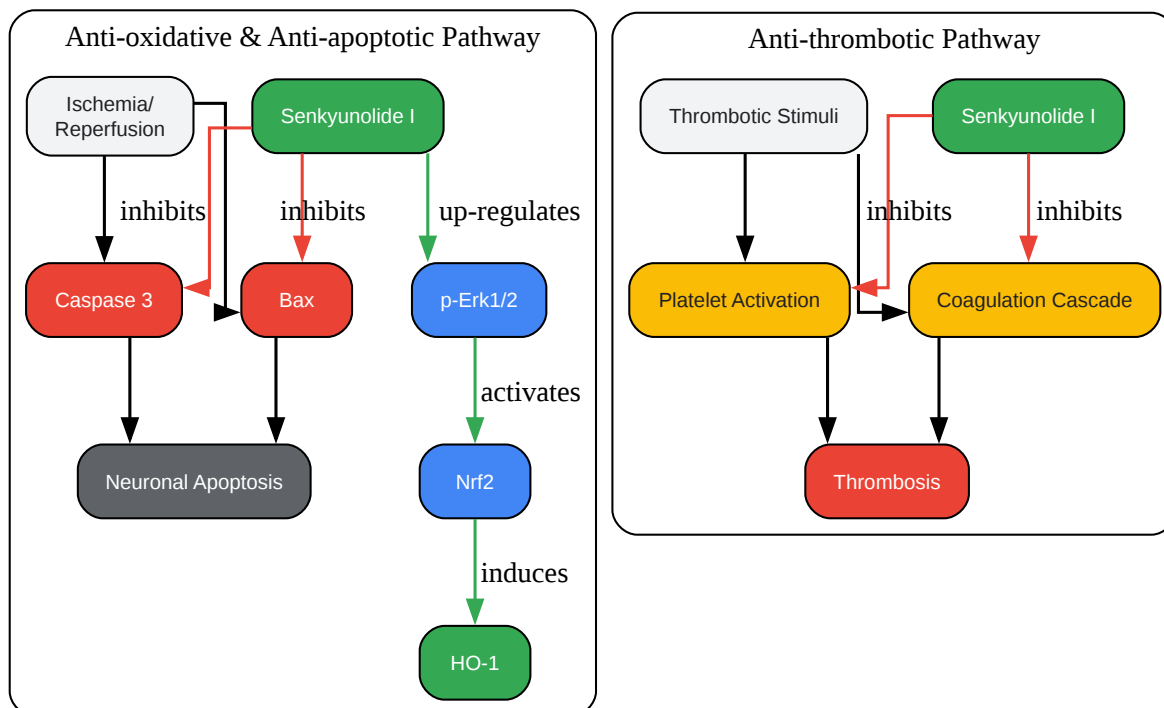 Anti-oxidative & Anti-apoptotic Pathway
Ischemia/
Reperfusion
Senkyunolide I
inhibits
inhibits
up-regulates
Caspase 3
Bax
p-Erk1/2
activates
Neuronal Apoptosis
Nrf2
induces
HO-1
Anti-thrombotic Pathway
Thrombotic Stimuli
Senkyunolide I
inhibits
inhibits
Platelet Activation
Coagulation Cascade
Thrombosis